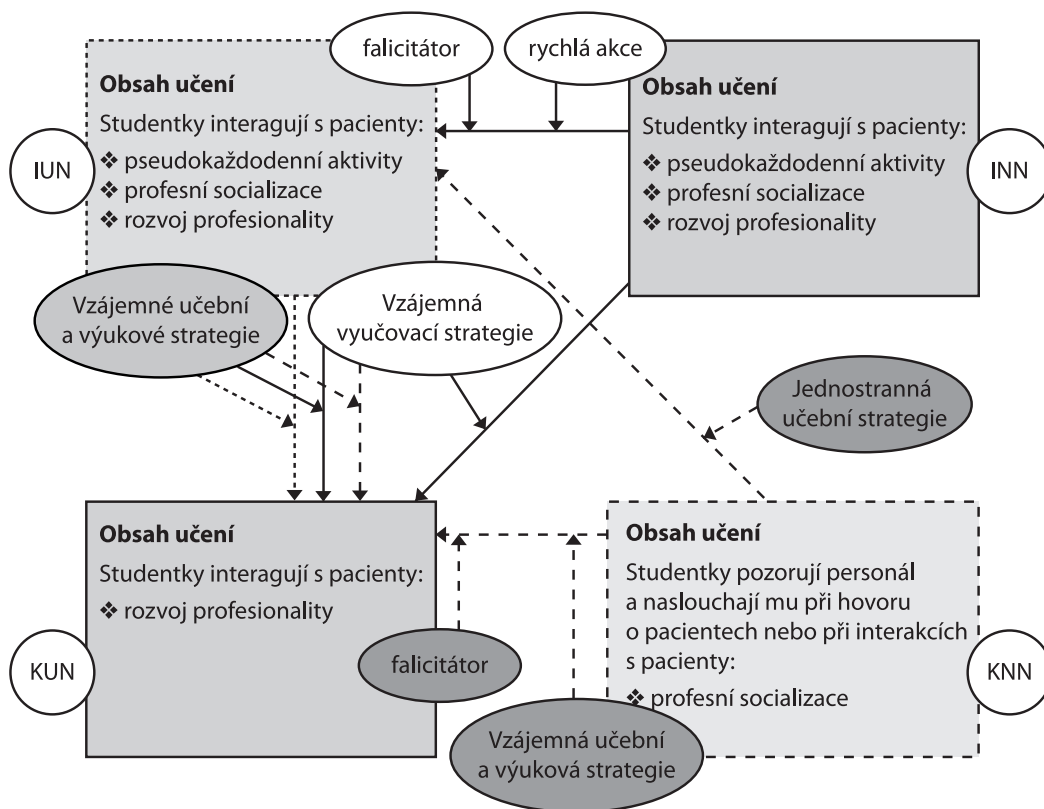 falicitátor
rychlá akce
IUN
Obsah učení
Studentky interagují s pacienty:
❖ pseudokaždodenní aktivity
❖ profesní socializace
❖ rozvoj profesionality
Obsah učení
Studentky interagují s pacienty:
❖ pseudokaždodenní aktivity
❖ profesní socializace
❖ rozvoj profesionality
INN
Vzájemné učební
a výukové strategie
Vzájemná
vyučovací strategie
Jednostranná
učební strategie
KUN
Obsah učení
Studentky interagují s pacienty:
❖ rozvoj profesionality
falicitátor
Obsah učení
Studentky pozorují personál
a naslouchají mu při hovoru
o pacientech nebo při interakcích
s pacienty:
❖ profesní socializace
KNN
Vzájemná učební
a výuková strategie